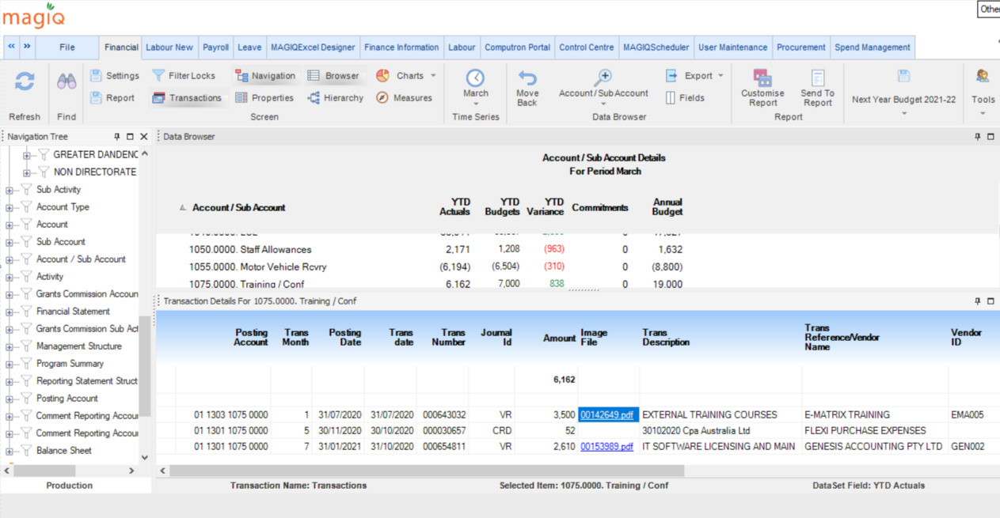 magiq
Othe
« » File Financial Labour New Payroll Leave MAGIQExcel Designer Finance Information Labour Computron Portal Control Centre MAGIQScheduler User Maintenance Procurement Spend Management
Settings Filter Locks Navigation Browser Charts Export
Report Transactions Properties Hierarchy Measures March Move Back Account / Sub Account Fields Customise Report Send To Report Next Year Budget 2021-22 Tools
Refresh Find Screen Time Series Data Browser Report
Navigation Tree
GREATER DANDENC
NON DIRECTORATE
Sub Activity
Account Type
Account
Sub Account
Account / Sub Account
Activity
Grants Commission Accoun
Financial Statement
Grants Commission Sub Act
Management Structure
Program Summary
Reporting Statement Struct
Posting Account
Comment Reporting Accour
Comment Reporting Accour
Balance Sheet
Production
Data Browser
Account / Sub Account Details
For Period March
Account / Sub Account YTD Actuals YTD Budgets YTD Variance Commitments Annual Budget
1050.0000. Staff Allowances 2,171 1,208 (963) 0 1,632
1055.0000. Motor Vehicle Rcvry (6,194) (6,504) (310) 0 (8,800)
1075.0000. Training / Conf 6,162 7,000 838 0 19,000
Transaction Details For 1075.0000. Training / Conf
Posting Account Trans Month Posting Date Trans date Trans Number Journal Id Amount Image File Trans Description Trans Reference/Vendor Name Vendor ID
6,162
01 1303 1075 0000 1 31/07/2020 31/07/2020 000643032 VR 3,500 00142649.pdf EXTERNAL TRAINING COURSES E-MATRIX TRAINING EMA005
01 1301 1075 0000 5 30/11/2020 30/10/2020 000030657 CRD 52 30102020 Cpa Australia Ltd FLEXI PURCHASE EXPENSES
01 1301 1075 0000 7 31/01/2021 31/10/2020 000654811 VR 2,610 00153989.pdf IT SOFTWARE LICENSING AND MAIN GENESIS ACCOUNTING PTY LTD GEN002
Transaction Name: Transactions Selected Item: 1075.0000. Training / Conf DataSet Field: YTD Actuals